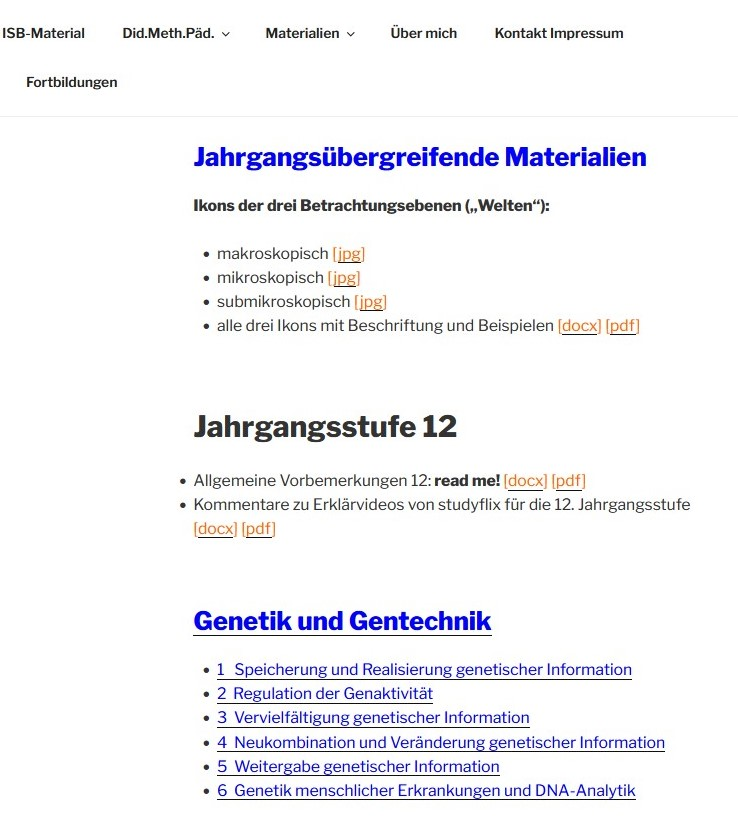 ISB-Material Did.Meth.Päd. Materialien Über mich Kontakt Impressum
Fortbildungen
Jahrgangsübergreifende Materialien
Ikons der drei Betrachtungsebenen („Welten“):
makroskopisch [jpg]
mikroskopisch [jpg]
submikroskopisch [jpg]
alle drei Ikons mit Beschriftung und Beispielen [docx] [pdf]
Jahrgangsstufe 12
Allgemeine Vorbemerkungen 12: read me! [docx] [pdf]
Kommentare zu Erklärvideos von studyflix für die 12. Jahrgangsstufe
[docx] [pdf]
Genetik und Gentechnik
1 Speicherung und Realisierung genetischer Information
2 Regulation der Genaktivität
3 Vervielfältigung genetischer Information
4 Neukombination und Veränderung genetischer Information
5 Weitergabe genetischer Information
6 Genetik menschlicher Erkrankungen und DNA-Analytik